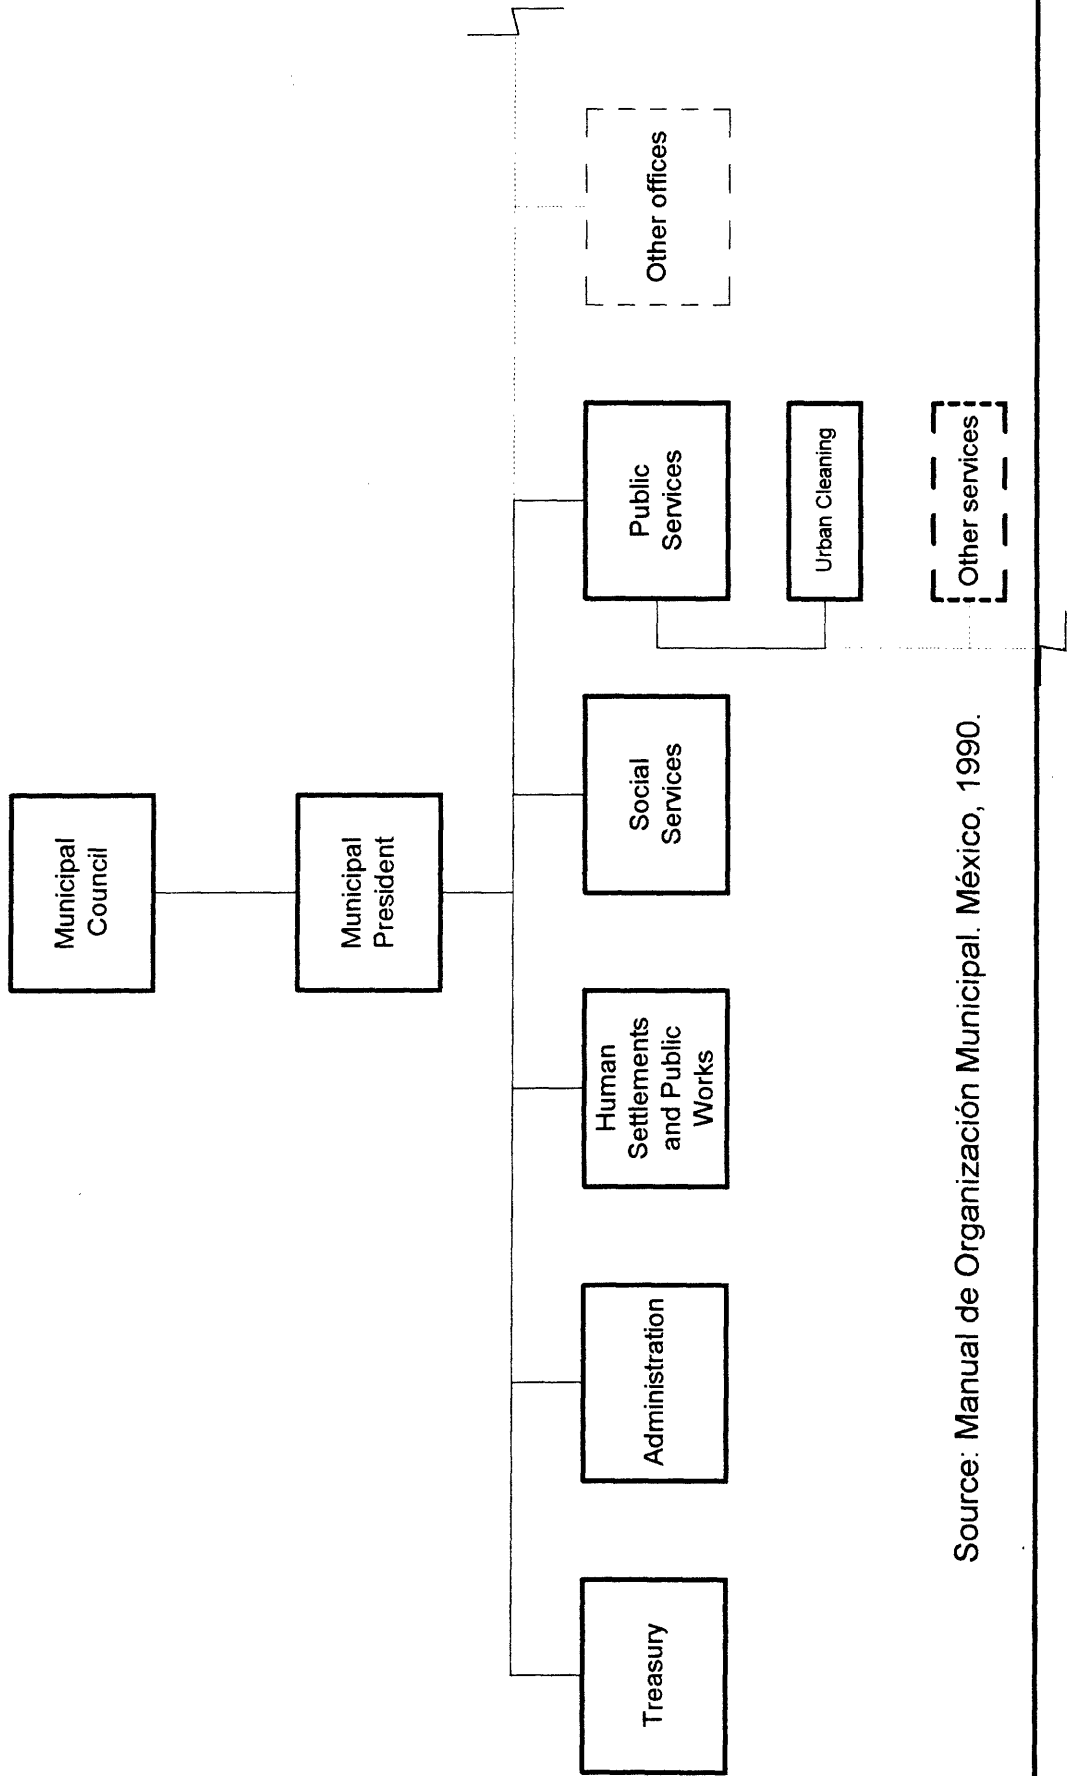 Municipal
Council
Municipal
President
Treasury
Administration
Human
Settlements
and Public
Works
Social
Services
Public
Services
Other offices
Urban Cleaning
Other services
Source: Manual de Organización Municipal. México, 1990.